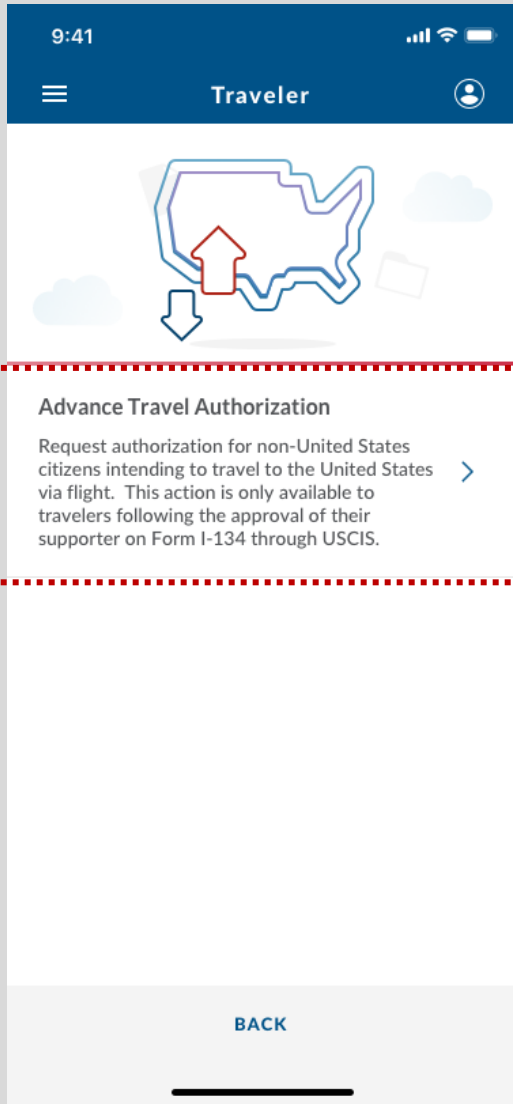 9:41
Traveler
Advance Travel Authorization
Request authorization for non-United States
citizens intending to travel to the United States
via flight.  This action is only available to
travelers following the approval of their
supporter on Form I-134 through USCIS.
BACK